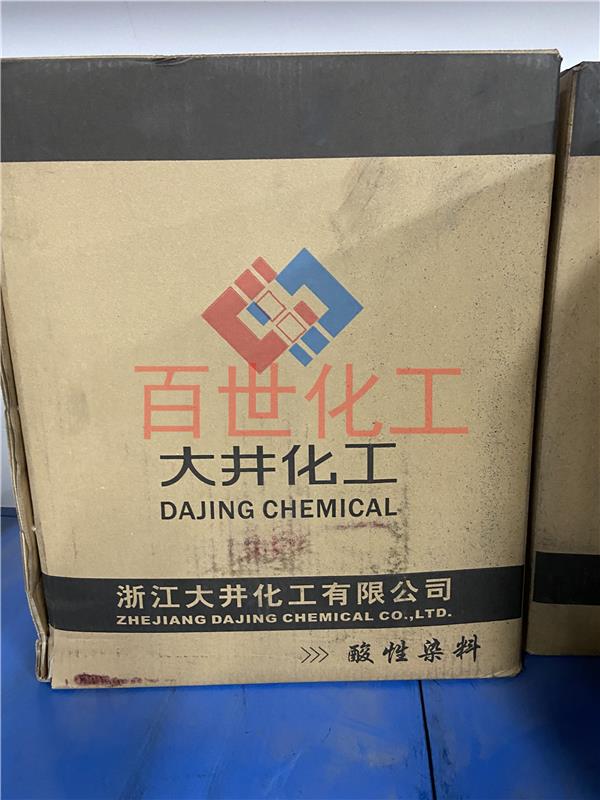 百世化工
大井化工
DAJING CHEMICAL
浙江大井化工有限公司
ZHEJIANG DAJING CHEMICAL CO.,LTD.
>>> 酸性染料